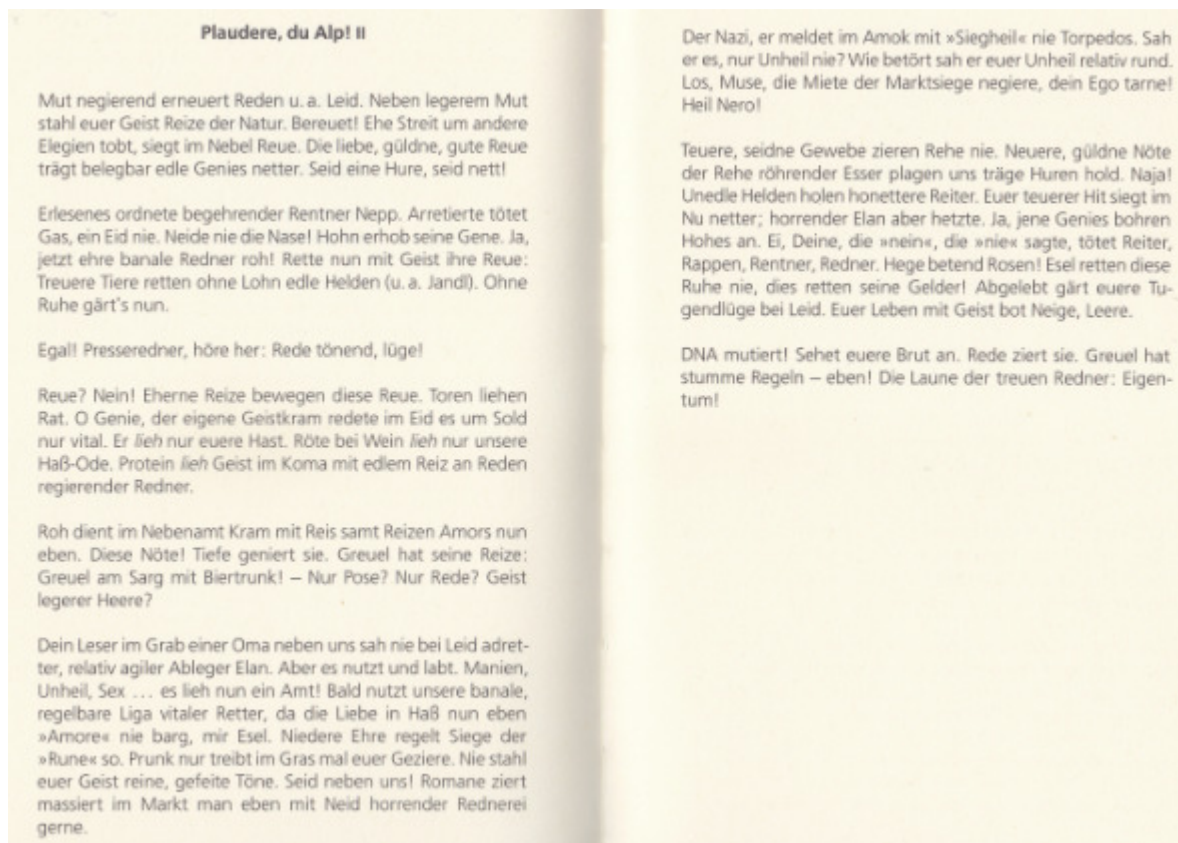 Plaudere, du Alp! II
Mut negierend erneuert Reden u. a. Leid. Neben legerem Mut
stahl euer Geist Reize der Natur. Bereuet! Ehe Streit um andere
Elegien tobt, siegt im Nebel Reue. Die liebe, güldne, gute Reue
trägt belegbar edle Genies netter. Seid eine Hure, seid nett!
Erlesenes ordnete begehrender Rentner Nepp. Arretierte tötet
Gas, ein Eid nie. Neide nie die Nase! Hohn erhob seine Gene. Ja,
jetzt ehre banale Redner roh! Rette nun mit Geist ihre Reue:
Treuere Tiere retten ohne Lohn edle Helden (u. a. Jandl). Ohne
Ruhe gärt's nun.
Egal! Presseredner, höre her: Rede tönend, lüge!
Reue? Nein! Eherne Reize bewegen diese Reue. Toren liehen
Rat. O Genie, der eigene Geistkram redete im Eid es um Sold
nur vital. Er lieh nur euere Hast. Röte bei Wein lieh nur unsere
Haß-Ode. Protein lieh Geist im Koma mit edlem Reiz an Reden
regierender Redner.
Roh dient im Nebenamt Kram mit Reis samt Reizen Amors nun
eben. Diese Nöte! Tiefe geniert sie. Greuel hat seine Reize:
Greuel am Sarg mit Biertrunk! – Nur Pose? Nur Rede? Geist
legerer Heere?
Dein Leser im Grab einer Oma neben uns sah nie bei Leid adret-
ter, relativ agiler Ableger Elan. Aber es nutzt und labt. Manien,
Unheil, Sex ... es lieh nun ein Amt! Bald nutzt unsere banale,
regelbare Liga vitaler Retter, da die Liebe in Haß nun eben
»Amore« nie barg, mir Esel. Niedere Ehre regelt Siege der
»Rune« so. Prunk nur treibt im Gras mal euer Geziere. Nie stahl
euer Geist reine, gefeite Töne. Seid neben uns! Romane ziert
massiert im Markt man eben mit Neid horrender Rednerei
gerne.
Der Nazi, er meldet im Amok mit »Siegheil« nie Torpedos. Sah
er es, nur Unheil nie? Wie betört sah er euer Unheil relativ rund.
Los, Muse, die Miete der Marktsiege negiere, dein Ego tarne!
Heil Nero!
Teuere, seidne Gewebe zieren Rehe nie. Neuere, güldne Nöte
der Rehe röhrender Esser plagen uns träge Huren hold. Naja!
Unedle Helden holen honettere Reiter. Euer teuerer Hit siegt im
Nu netter; horrender Elan aber hetzte. Ja, jene Genies bohren
Hohes an. Ei, Deine, die »nein«, die »nie« sagte, tötet Reiter,
Rappen, Rentner, Redner. Hege betend Rosen! Esel retten diese
Ruhe nie, dies retten seine Gelder! Abgelebt gärt euere Tu-
gendlüge bei Leid. Euer Leben mit Geist bot Neige, Leere.
DNA mutiert! Sehet euere Brut an. Rede ziert sie. Greuel hat
stumme Regeln – eben! Die Laune der treuen Redner: Eigen-
tum!